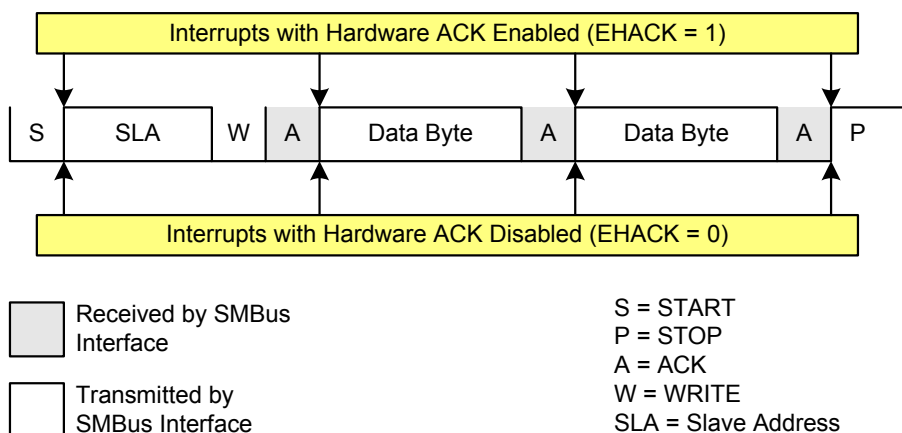 Interrupts with Hardware ACK Enabled (EHACK = 1)
S SLA W A Data Byte A Data Byte A P
Interrupts with Hardware ACK Disabled (EHACK = 0)
Received by SMBus
Interface
Transmitted by
SMBus Interface
S = START
P = STOP
A = ACK
W = WRITE
SLA = Slave Address